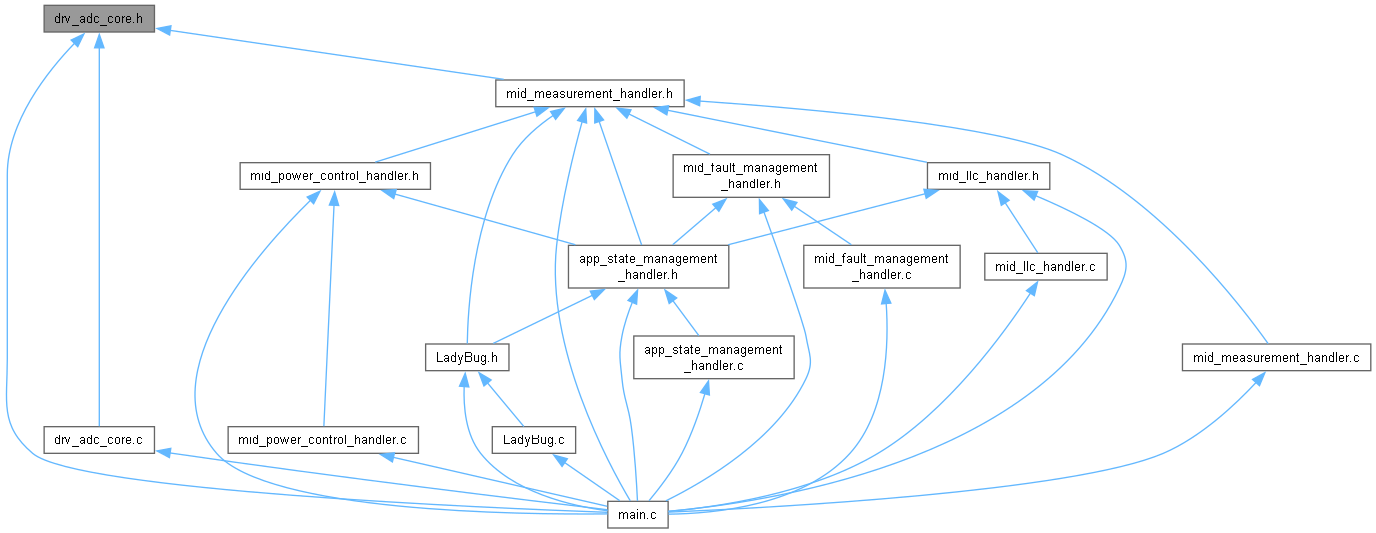 drv_adc_core.h
mid_measurement_handler.h
mid_power_control_handler.h
mid_fault_management
_handler.h
mid_llc_handler.h
app_state_management
_handler.h
mid_fault_management
_handler.c
mid_llc_handler.c
LadyBug.h
app_state_management
_handler.c
mid_measurement_handler.c
drv_adc_core.c
mid_power_control_handler.c
LadyBug.c
main.c